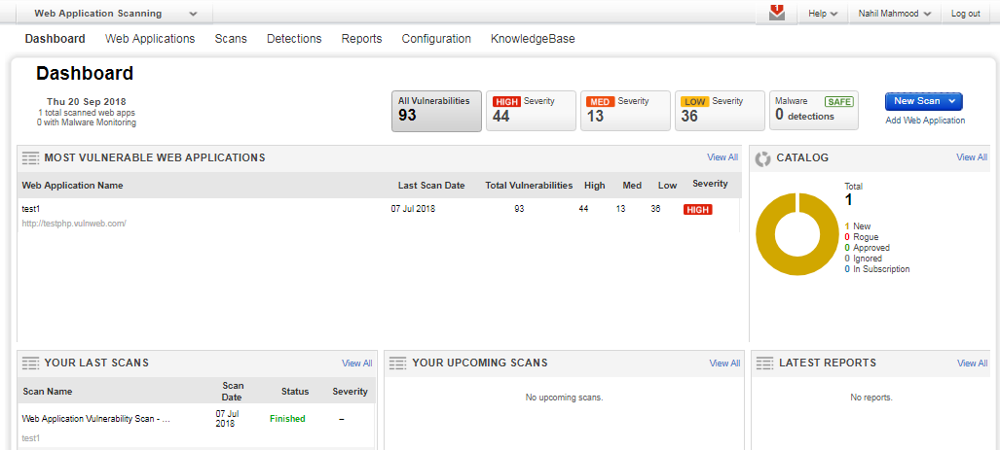 Web Application Scanning
1
Help
Nahil Mahmood
Log out
Dashboard Web Applications Scans Detections Reports Configuration KnowledgeBase
Dashboard
Thu 20 Sep 2018
1 total scanned web apps
0 with Malware Monitoring
All Vulnerabilities
93
HIGH Severity
44
MED Severity
13
LOW Severity
36
Malware SAFE
0 detections
New Scan
Add Web Application
MOST VULNERABLE WEB APPLICATIONS View All
Web Application Name Last Scan Date Total Vulnerabilities High Med Low Severity
test1 07 Jul 2018 93 44 13 36 HIGH
http://testphp.vulnweb.com/
CATALOG View All
Total
1
1 New
0 Rogue
0 Approved
0 Ignored
0 In Subscription
YOUR LAST SCANS View All
Scan Name Scan Date Status Severity
Web Application Vulnerability Scan - ... 07 Jul 2018 Finished –
test1
YOUR UPCOMING SCANS View All
No upcoming scans.
LATEST REPORTS View All
No reports.